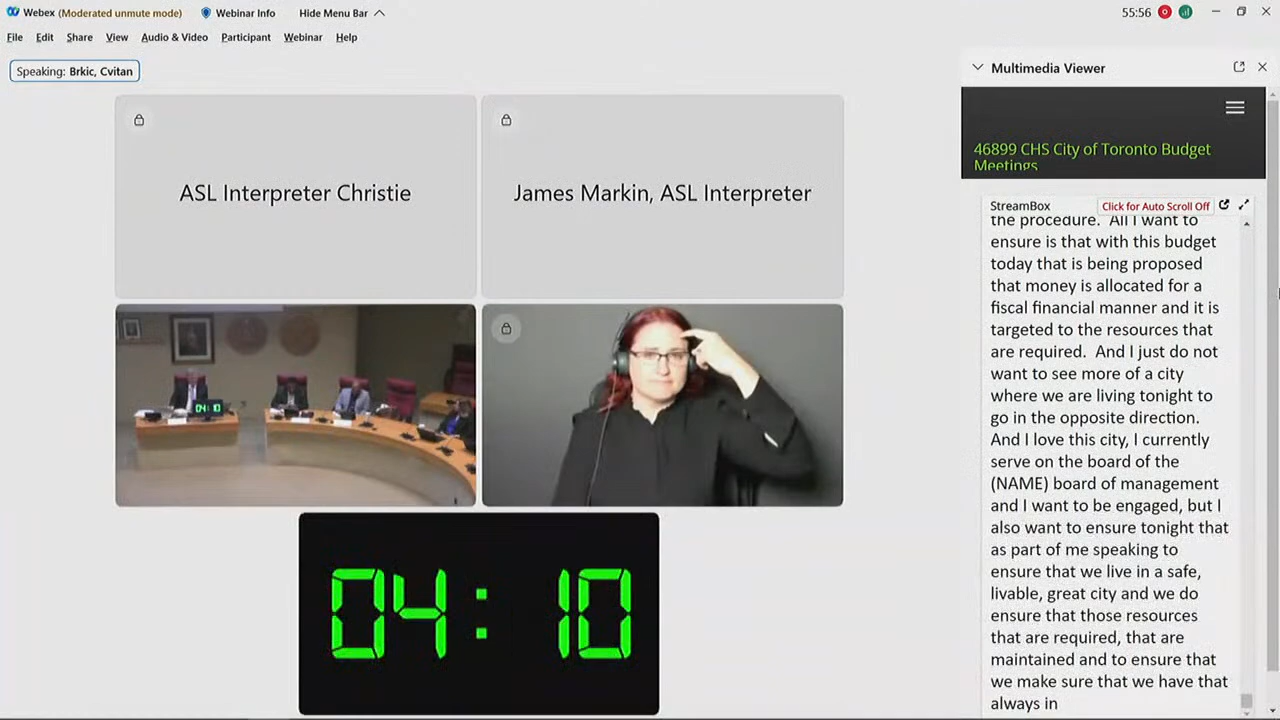 Webex (Moderated unmute mode) Webinar Info Hide Menu Bar 55:56
File Edit Share View Audio & Video Participant Webinar Help
Speaking: Brkic, Cvitan
ASL Interpreter Christie
James Markin, ASL Interpreter
04:10
04: 10
Multimedia Viewer
46899 CHS City of Toronto Budget
Meetings
StreamBox Click for Auto Scroll Off
the procedure. All I want to
ensure is that with this budget
today that is being proposed
that money is allocated for a
fiscal financial manner and it is
targeted to the resources that
are required. And I just do not
want to see more of a city
where we are living tonight to
go in the opposite direction.
And I love this city, I currently
serve on the board of the
(NAME) board of management
and I want to be engaged, but I
also want to ensure tonight that
as part of me speaking to
ensure that we live in a safe,
livable, great city and we do
ensure that those resources
that are required, that are
maintained and to ensure that
we make sure that we have that
always in